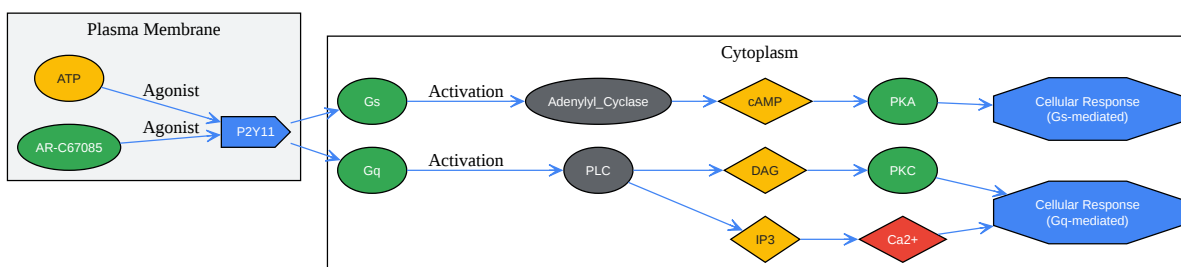 Plasma Membrane
Cytoplasm
ATP
Agonist
Agonist
AR-C67085
P2Y11
Gs
Activation
Adenylyl_Cyclase
cAMP
PKA
Cellular Response
(Gs-mediated)
Gq
Activation
PLC
DAG
PKC
Cellular Response
(Gq-mediated)
IP3
Ca2+